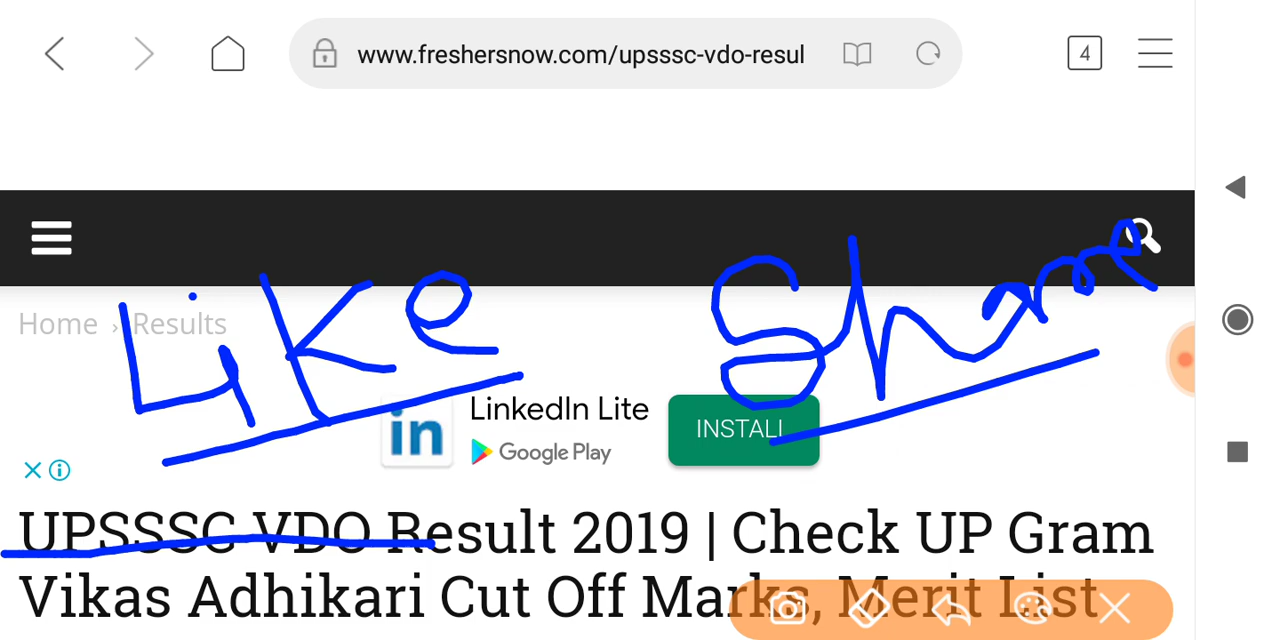 www.freshersnow.com/upsssc-vdo-resul
4
Like Share
Home › Results
LinkedIn Lite
Google Play
INSTALL
UPSSSC VDO Result 2019 | Check UP Gram
Vikas Adhikari Cut Off Marks, Merit List